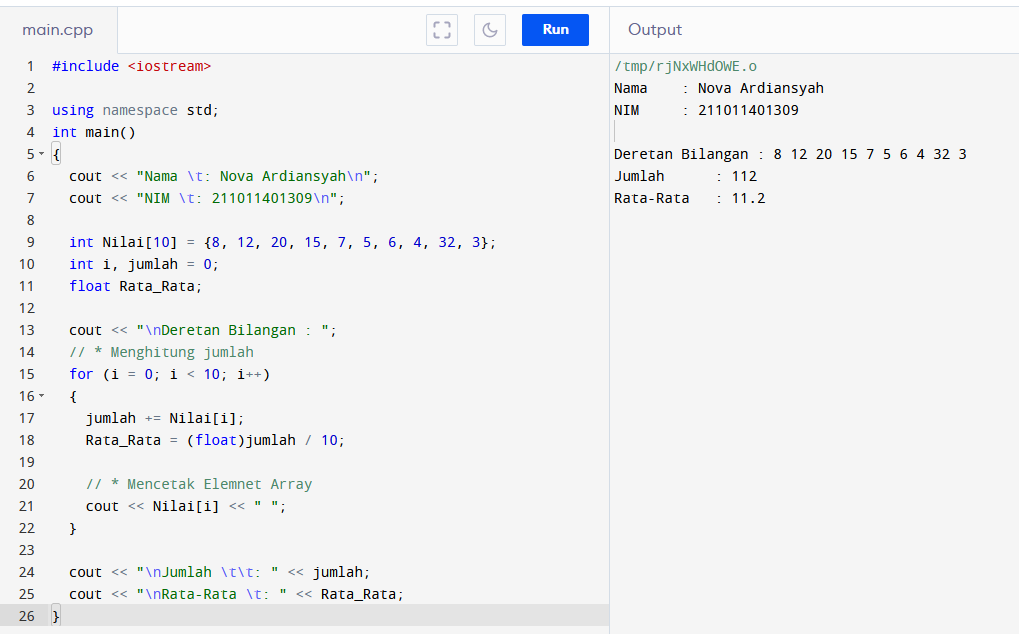 main.cpp
Run
Output
1 #include <iostream>
2
3 using namespace std;
4 int main()
5 {
6 cout << "Nama \t: Nova Ardiansyah\n";
7 cout << "NIM \t: 211011401309\n";
8
9 int Nilai[10] = {8, 12, 20, 15, 7, 5, 6, 4, 32, 3};
10 int i, jumlah = 0;
11 float Rata_Rata;
12
13 cout << "\nDeretan Bilangan : ";
14 // * Menghitung jumlah
15 for (i = 0; i < 10; i++)
16 {
17 jumlah += Nilai[i];
18 Rata_Rata = (float)jumlah / 10;
19
20 // * Mencetak Elemnet Array
21 cout << Nilai[i] << " ";
22 }
23
24 cout << "\nJumlah \t\t: " << jumlah;
25 cout << "\nRata-Rata \t: " << Rata_Rata;
26 }
/tmp/rjNxWHdOWE.o
Nama : Nova Ardiansyah
NIM : 211011401309
Deretan Bilangan : 8 12 20 15 7 5 6 4 32 3
Jumlah : 112
Rata-Rata : 11.2